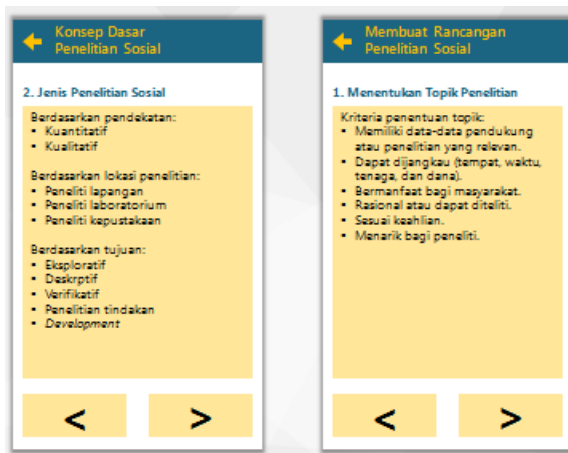 Konsep Dasar
Penelitian Sosial
2. Jenis Penelitian Sosial
Berdasarkan pendekatan:
• Kuantitatif
• Kualitatif
Berdasarkan lokasi penelitian:
• Peneliti lapangan
• Peneliti laboratorium
• Peneliti kepustakaan
Berdasarkan tujuan:
• Eksploratif
• Deskrptif
• Verifikatif
• Penelitian tindakan
• Development
< >
Membuat Rancangan
Penelitian Sosial
1. Menentukan Topik Penelitian
Kriteria penentuan topik:
• Memiliki data-data pendukung
atau penelitian yang relevan.
• Dapat dijangkau (tempat, waktu,
tenaga, dan dana).
• Bermanfaat bagi masyarakat.
• Rasional atau dapat diteliti.
• Sesuai keahlian.
• Menarik bagi peneliti.
< >